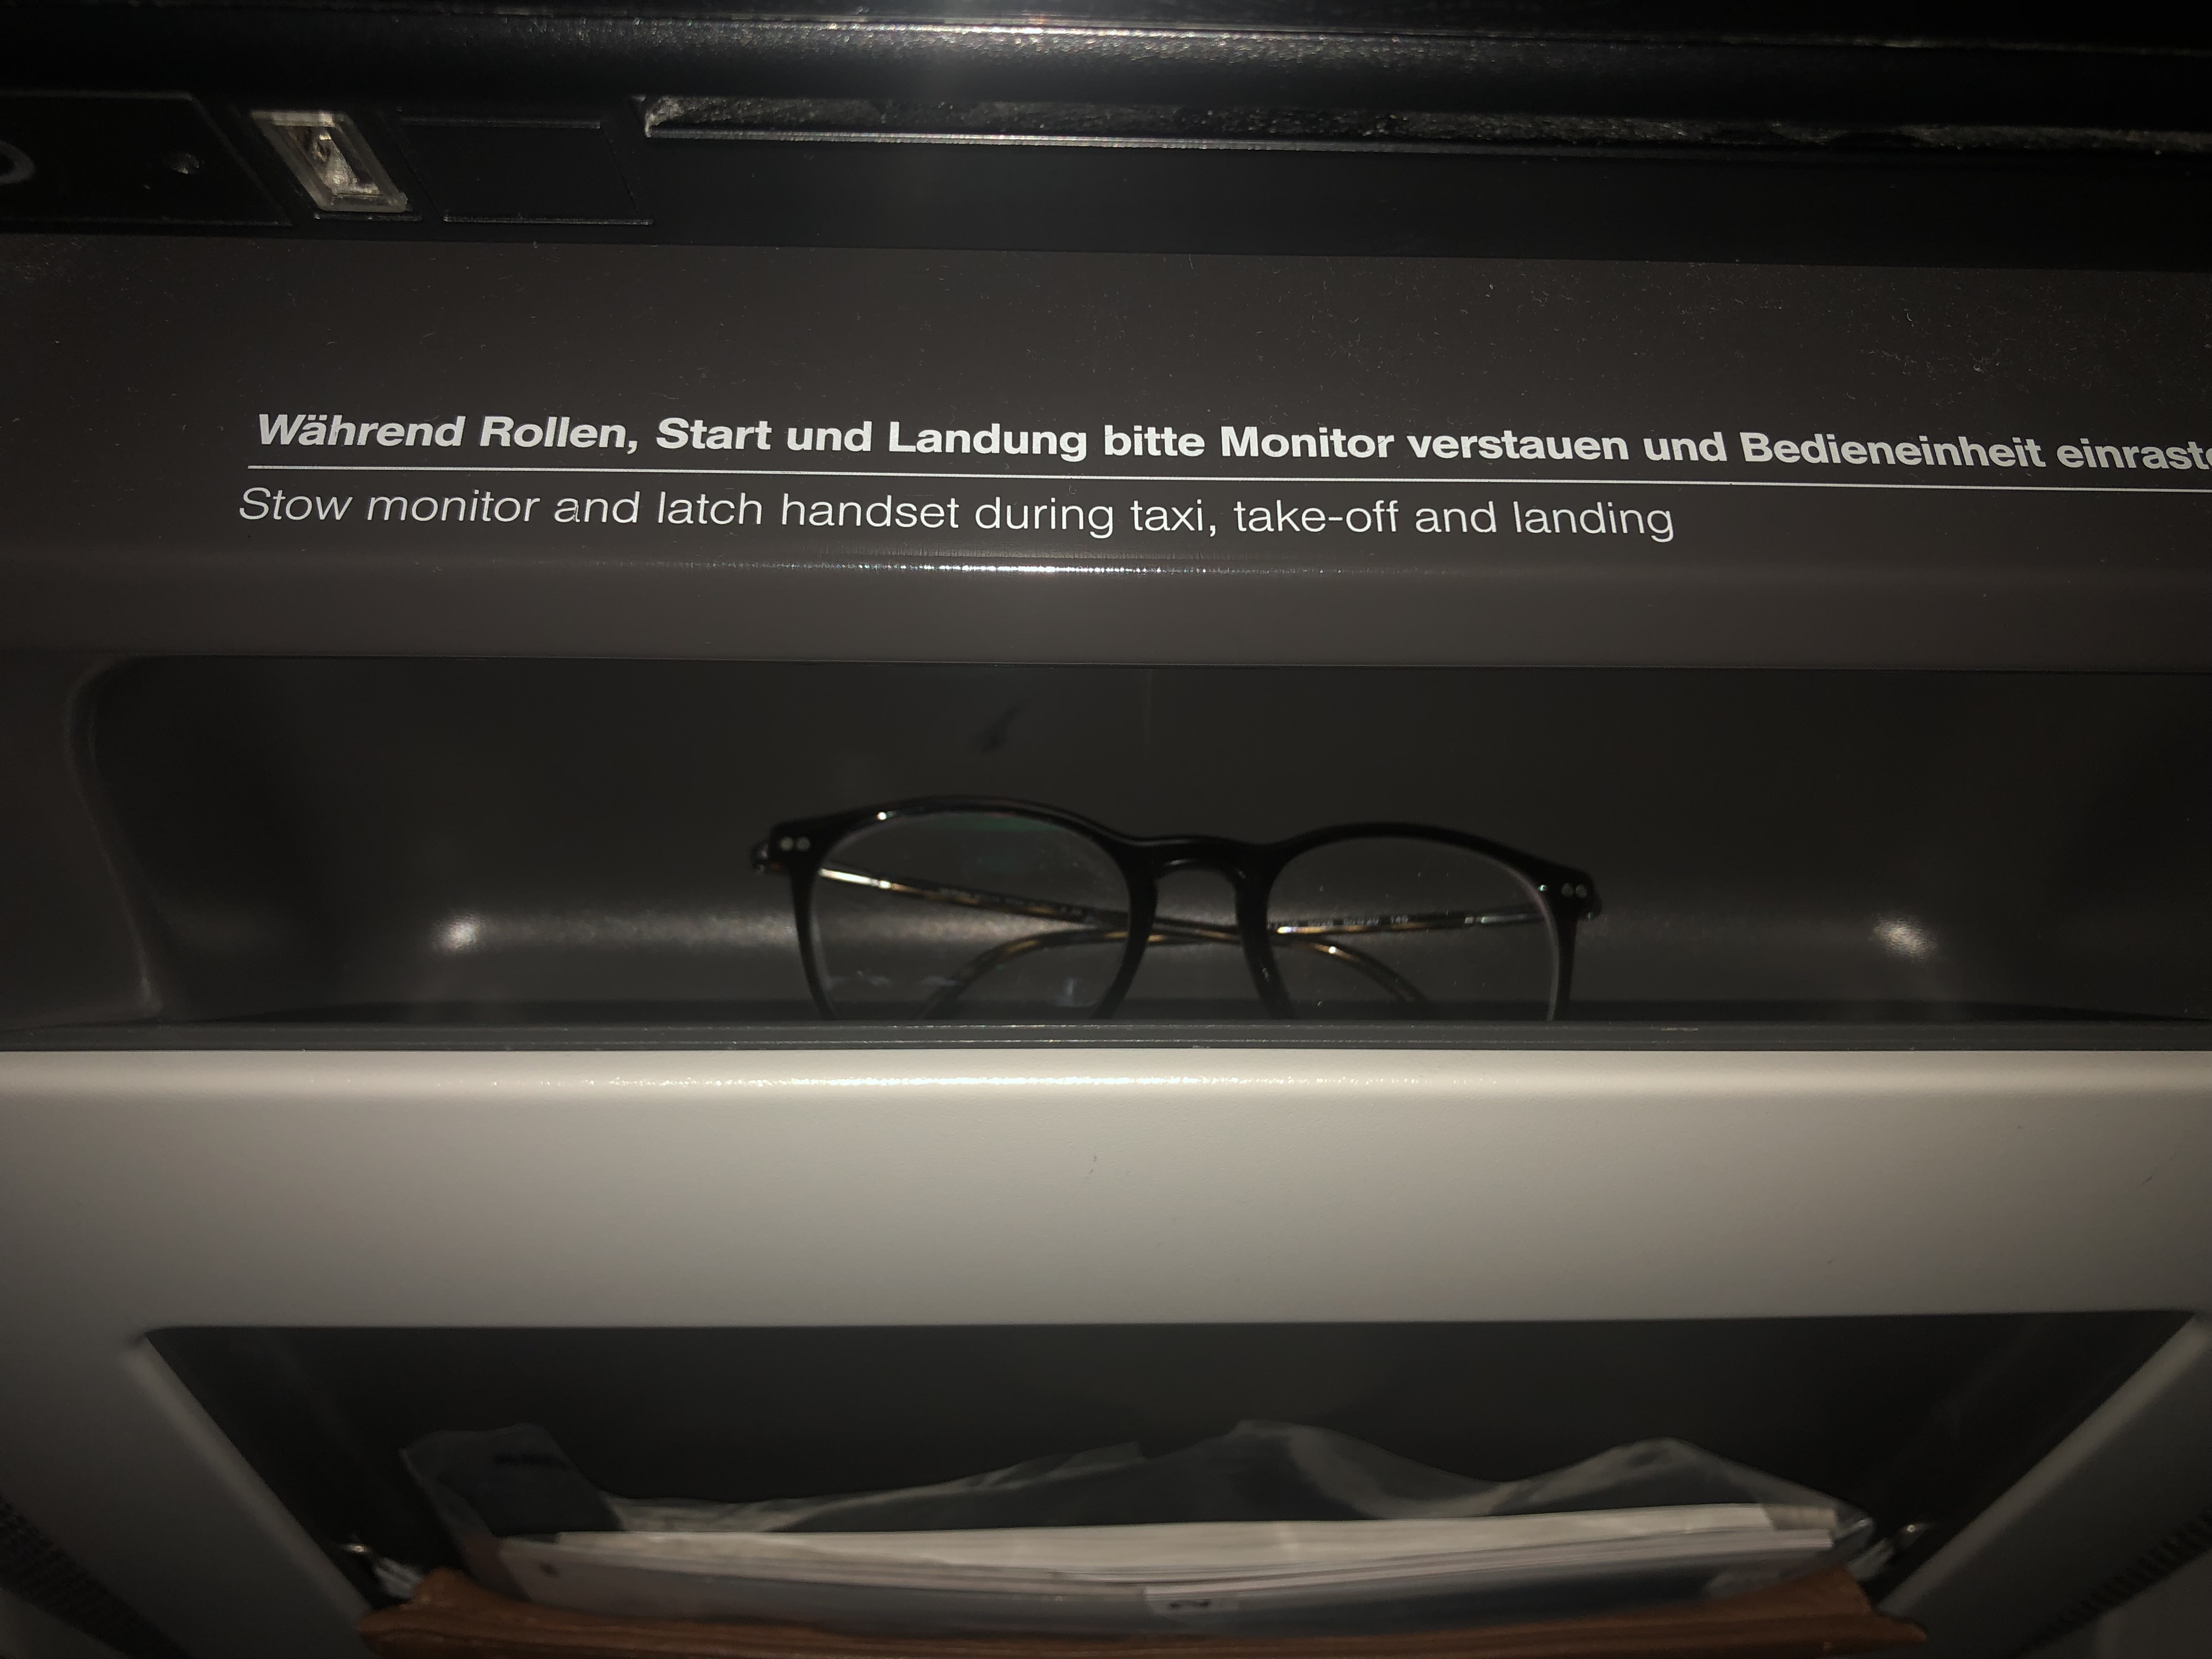 Während Rollen, Start und Landung bitte Monitor verstauen und Bedieneinheit einraste
Stow monitor and latch handset during taxi, take-off and landing